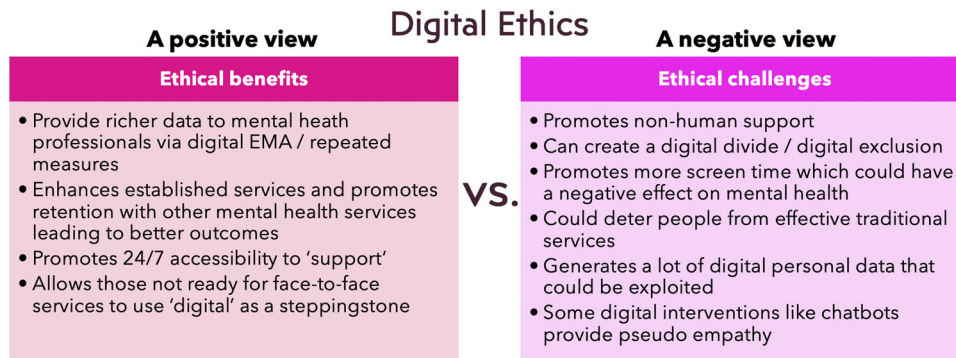 Digital Ethics
A positive view
Ethical benefits
• Provide richer data to mental heath
professionals via digital EMA / repeated
measures
• Enhances established services and promotes
retention with other mental health services
leading to better outcomes
• Promotes 24/7 accessibility to ‘support’
• Allows those not ready for face-to-face
services to use ‘digital’ as a steppingstone
VS.
A negative view
Ethical challenges
• Promotes non-human support
• Can create a digital divide / digital exclusion
• Promotes more screen time which could have
a negative effect on mental health
• Could deter people from effective traditional
services
• Generates a lot of digital personal data that
could be exploited
• Some digital interventions like chatbots
provide pseudo empathy